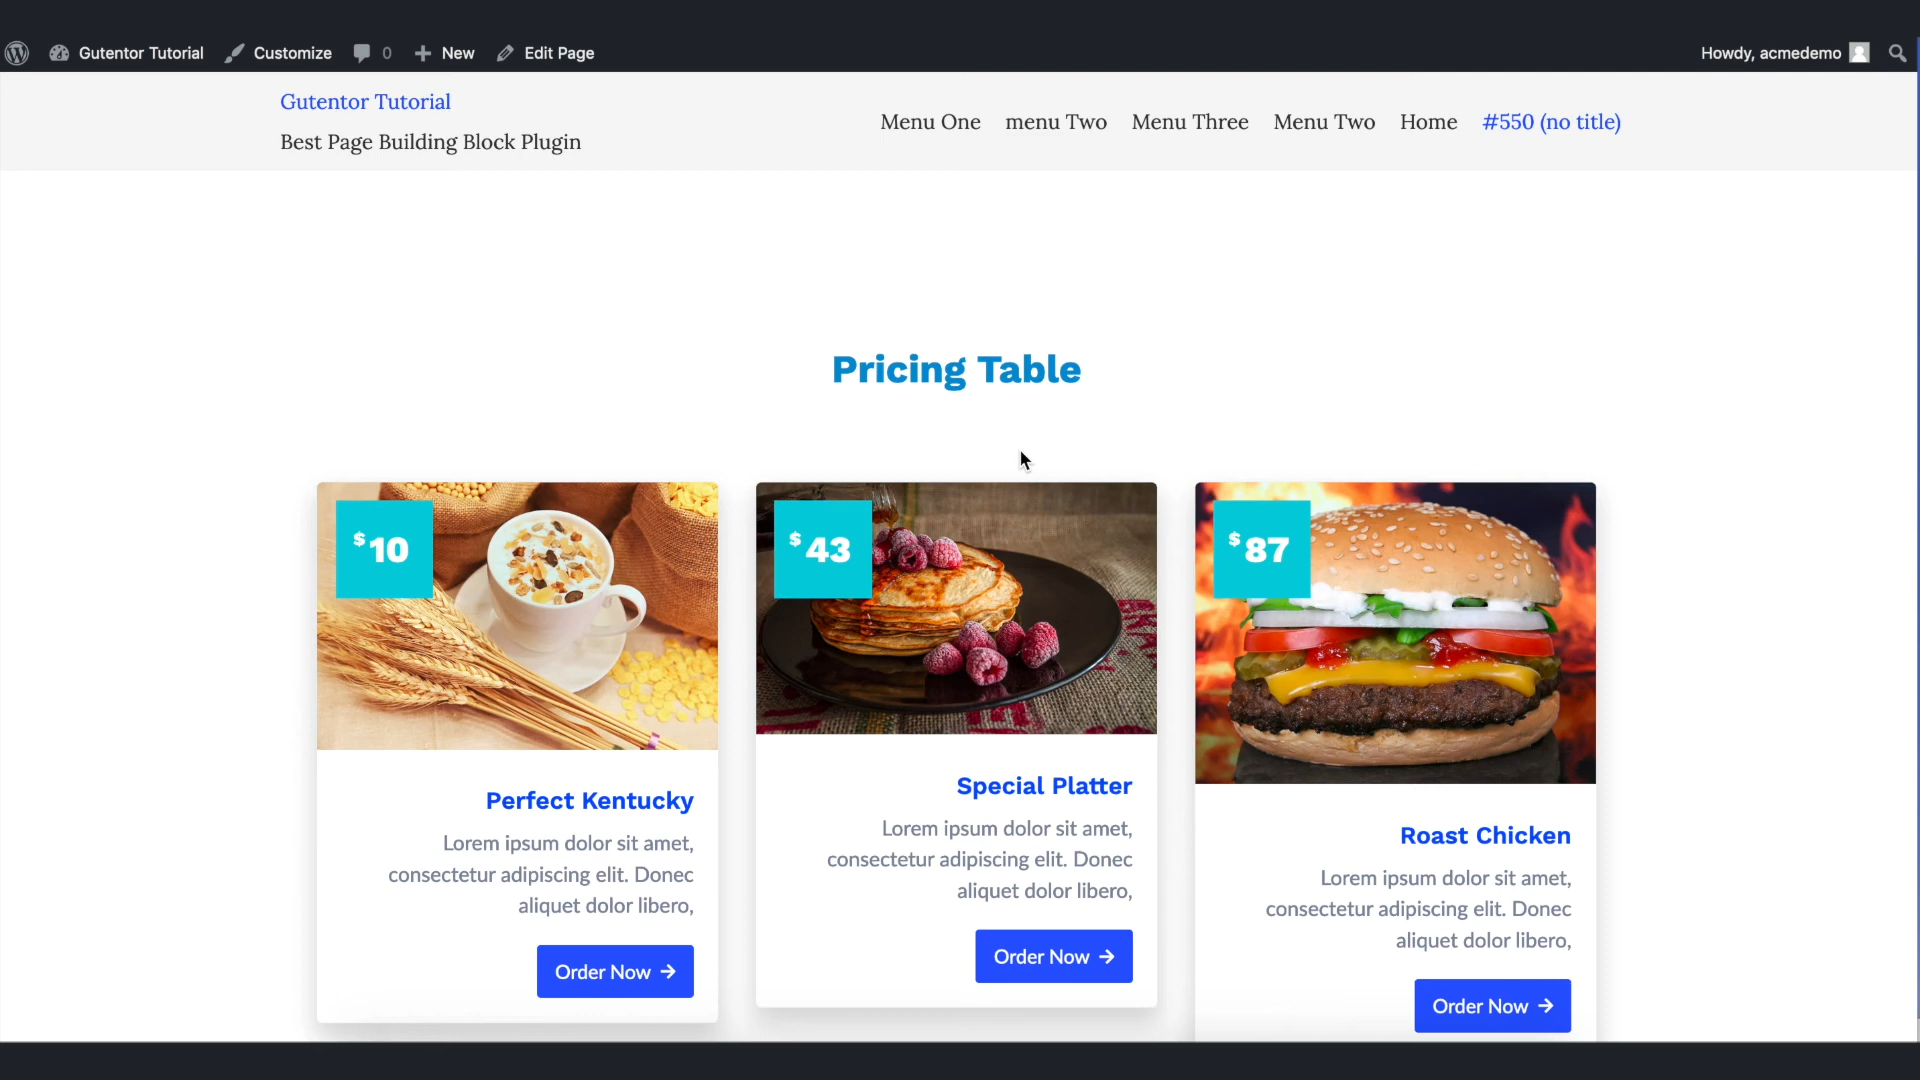 Gutentor Tutorial Customize 0 New Edit Page Howdy, acmedemo
Gutentor Tutorial
Best Page Building Block Plugin
Menu One menu Two Menu Three Menu Two Home #550 (no title)
Pricing Table
$10
Perfect Kentucky
Lorem ipsum dolor sit amet,
consectetur adipiscing elit. Donec
aliquet dolor libero,
Order Now
$43
Special Platter
Lorem ipsum dolor sit amet,
consectetur adipiscing elit. Donec
aliquet dolor libero,
Order Now
$87
Roast Chicken
Lorem ipsum dolor sit amet,
consectetur adipiscing elit. Donec
aliquet dolor libero,
Order Now